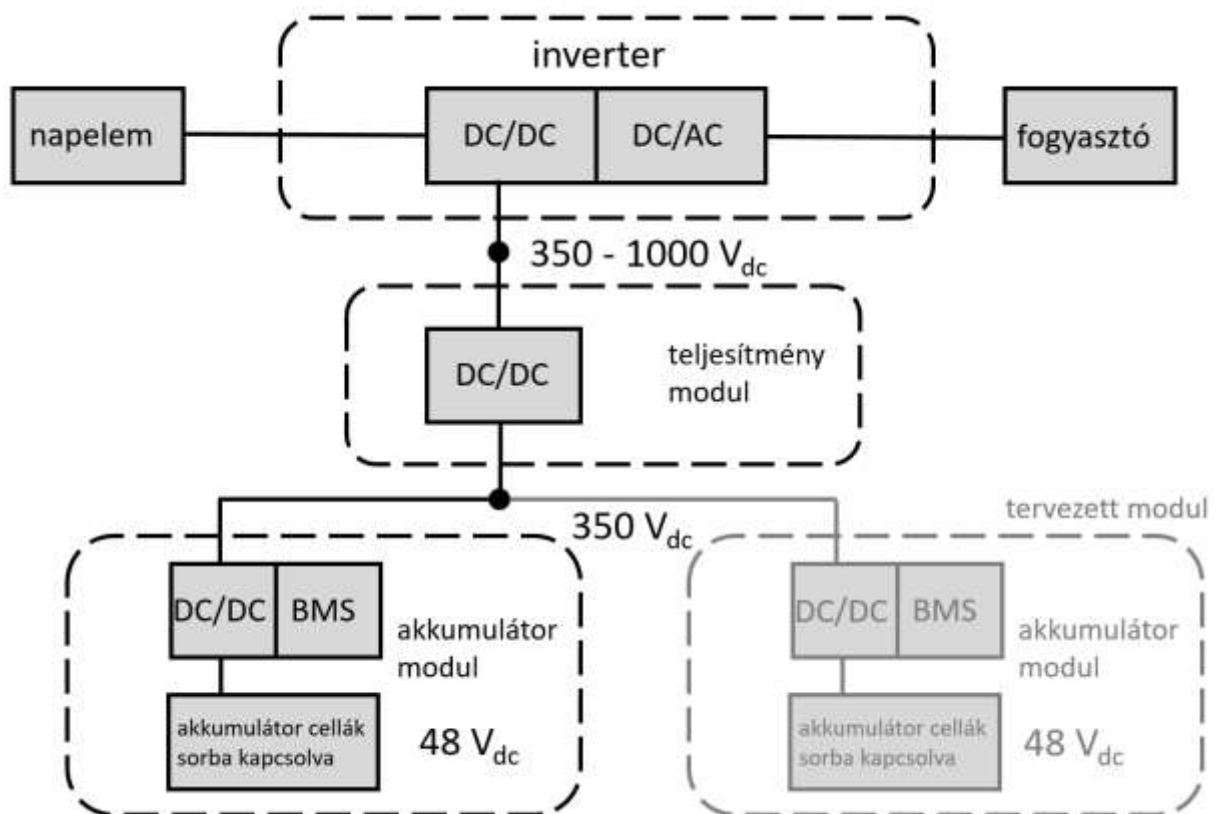 inverter
napelem
DC/DC
DC/AC
fogyasztó
350 - 1000 Vdc
DC/DC
teljesítmény
modul
350 Vdc
tervezett modul
DC/DC
BMS
akkumulátor
modul
akkumulátor cellák
sorba kapcsolva
48 Vdc
DC/DC
BMS
akkumulátor
modul
akkumulátor cellák
sorba kapcsolva
48 Vdc